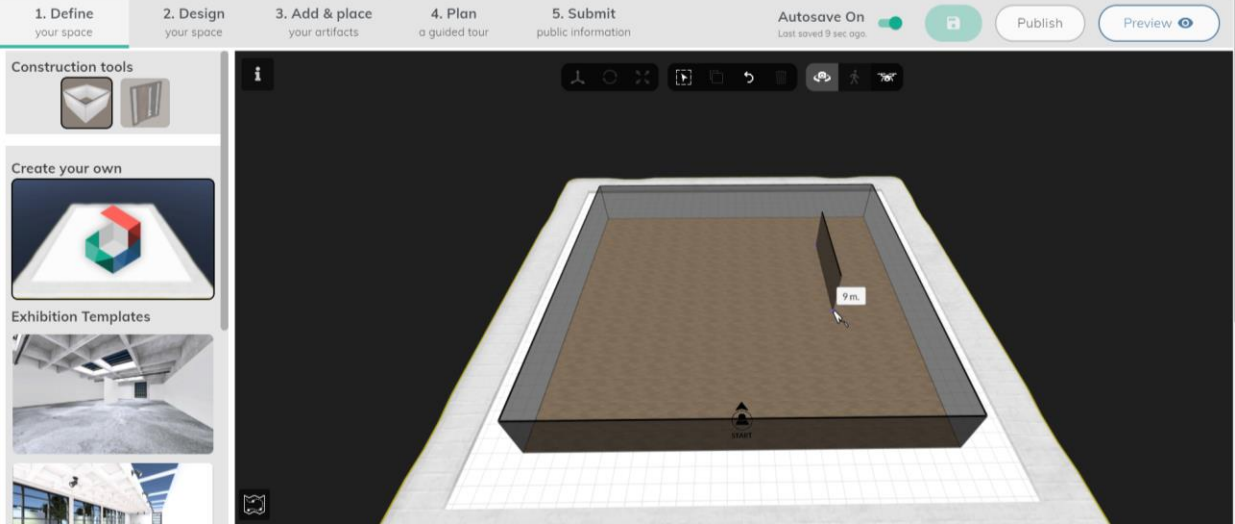 1. Define
your space
2. Design
your space
3. Add & place
your artifacts
4. Plan
a guided tour
5. Submit
public information
Autosave On
Last saved 9 sec ago
Publish
Preview
Construction tools
i
Create your own
Exhibition Templates
9 m.
START